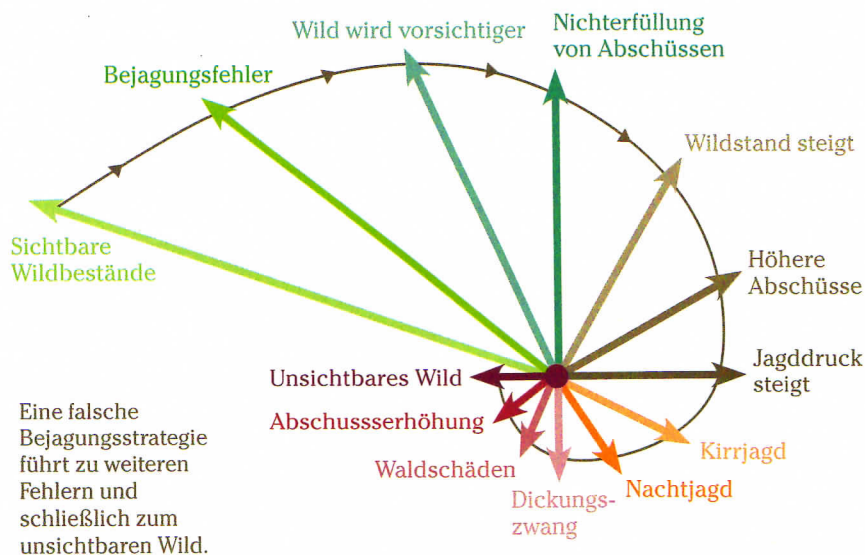 Wild wird vorsichtiger
Nichterfüllung
von Abschüssen
Bejagungsfehler
Wildstand steigt
Sichtbare
Wildbestände
Höhere
Abschüsse
Jagddruck
steigt
Unsichtbares Wild
Abschussserhöhung
Waldschäden
Dickungs-
zwang
Nachtjagd
Kirrjagd
Eine falsche
Bejagungsstrategie
führt zu weiteren
Fehlern und
schließlich zum
unsichtbaren Wild.